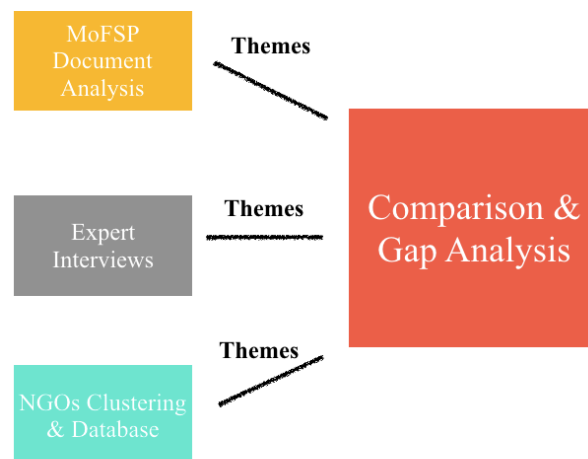 MoFSP
Document
Analysis
Themes
Expert
Interviews
Themes
NGOs Clustering
& Database
Themes
Comparison &
Gap Analysis